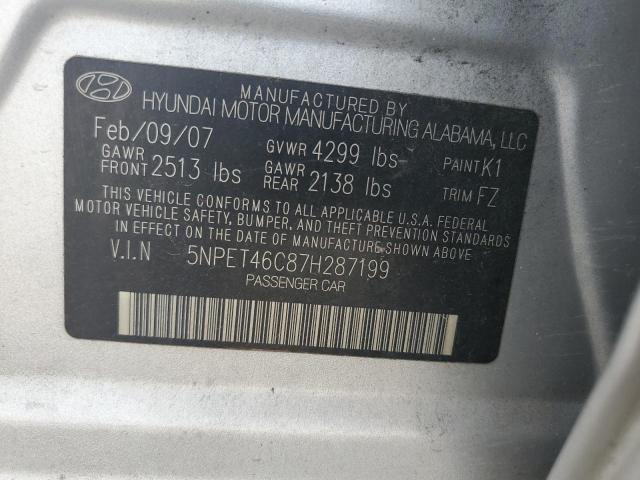 MANUFACTURED BY
HYUNDAI MOTOR MANUFACTURING ALABAMA, LLC
Feb/09/07 GVWR 4299 lbs PAINT K1
GAWR FRONT 2513 lbs GAWR REAR 2138 lbs TRIM FZ
THIS VEHICLE CONFORMS TO ALL APPLICABLE U.S.A. FEDERAL
MOTOR VEHICLE SAFETY, BUMPER, AND THEFT PREVENTION
STANDARDS IN EFFECT ON THE DATE OF MANUFACTURE SHOWN ABOVE.
V.I.N 5NPET46C87H287199
PASSENGER CAR